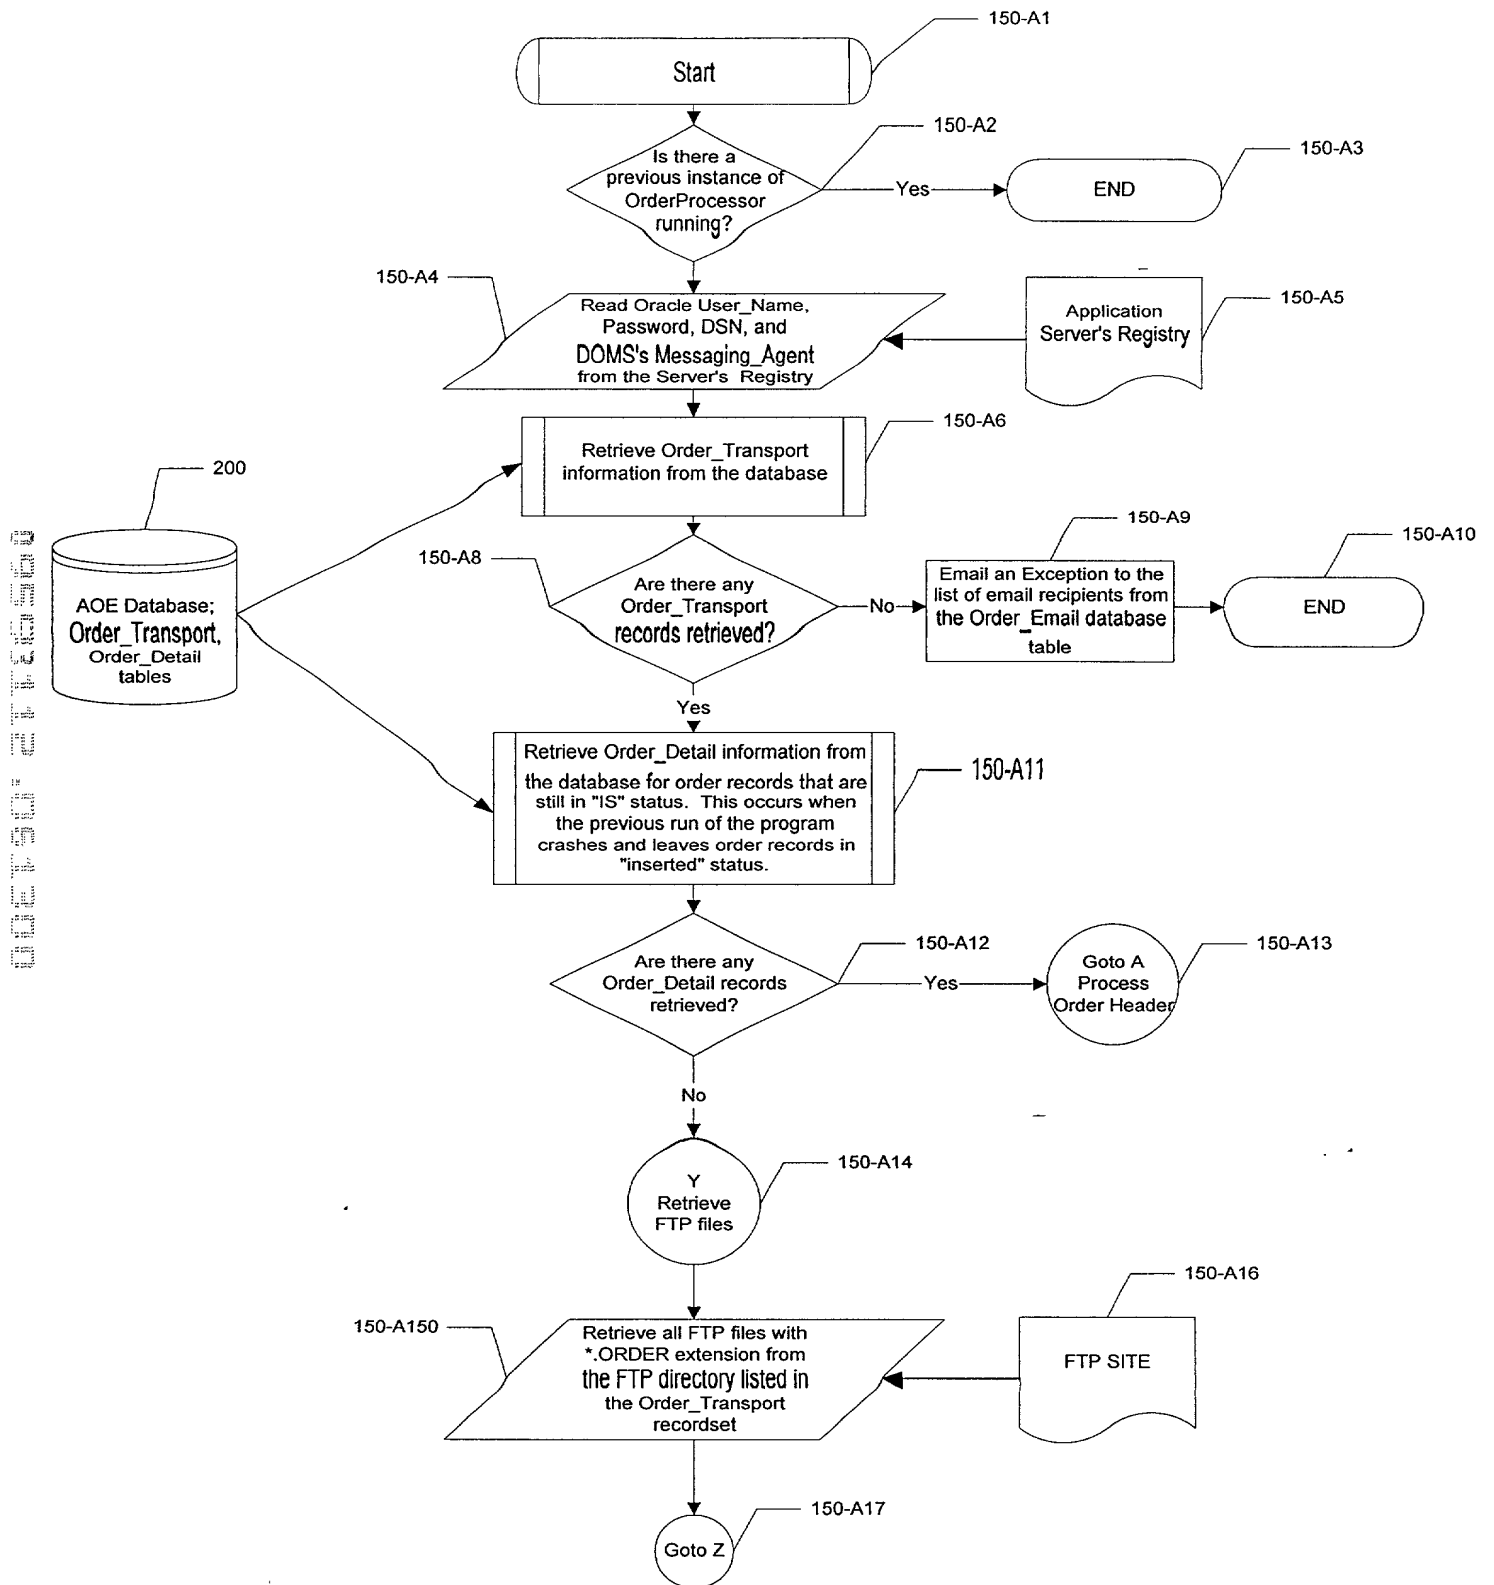 150-A1
Start
150-A2
Is there a
previous instance of
OrderProcessor
running?
Yes
150-A3
END
150-A4
Read Oracle User_Name,
Password, DSN, and
DOMS's Messaging_Agent
from the Server's Registry
150-A5
Application
Server's Registry
150-A6
Retrieve Order_Transport
information from the database
200
AOE Database;
Order_Transport,
Order_Detail
tables
150-A8
Are there any
Order_Transport
records retrieved?
No
150-A9
Email an Exception to the
list of email recipients from
the Order_Email database
table
150-A10
END
Yes
150-A11
Retrieve Order_Detail information from
the database for order records that are
still in "IS" status. This occurs when
the previous run of the program
crashes and leaves order records in
"inserted" status.
150-A12
Are there any
Order_Detail records
retrieved?
Yes
150-A13
Goto A
Process
Order Header
No
150-A14
Y
Retrieve
FTP files
150-A150
Retrieve all FTP files with
*.ORDER extension from
the FTP directory listed in
the Order_Transport
recordset
150-A16
FTP SITE
150-A17
Goto Z